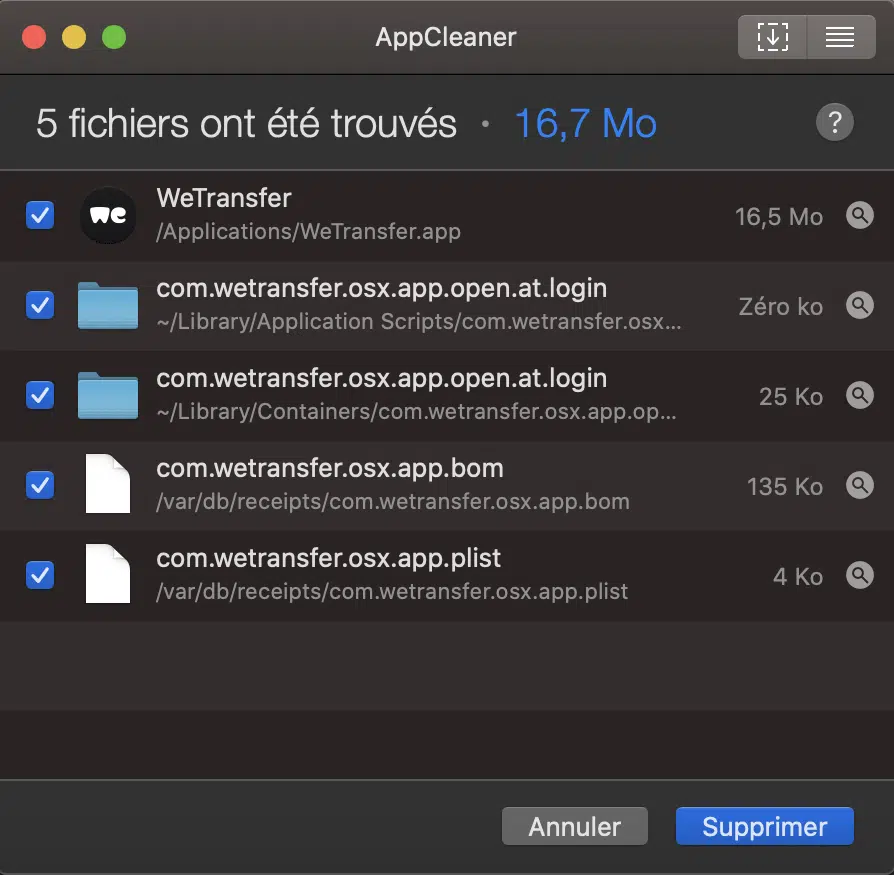 AppCleaner
5 fichiers ont été trouvés · 16,7 Mo
?
we
WeTransfer
/Applications/WeTransfer.app
16,5 Mo
com.wetransfer.osx.app.open.at.login
~/Library/Application Scripts/com.wetransfer.osx...
Zéro ko
com.wetransfer.osx.app.open.at.login
~/Library/Containers/com.wetransfer.osx.app.op...
25 Ko
com.wetransfer.osx.app.bom
/var/db/receipts/com.wetransfer.osx.app.bom
135 Ko
com.wetransfer.osx.app.plist
/var/db/receipts/com.wetransfer.osx.app.plist
4 Ko
Annuler
Supprimer